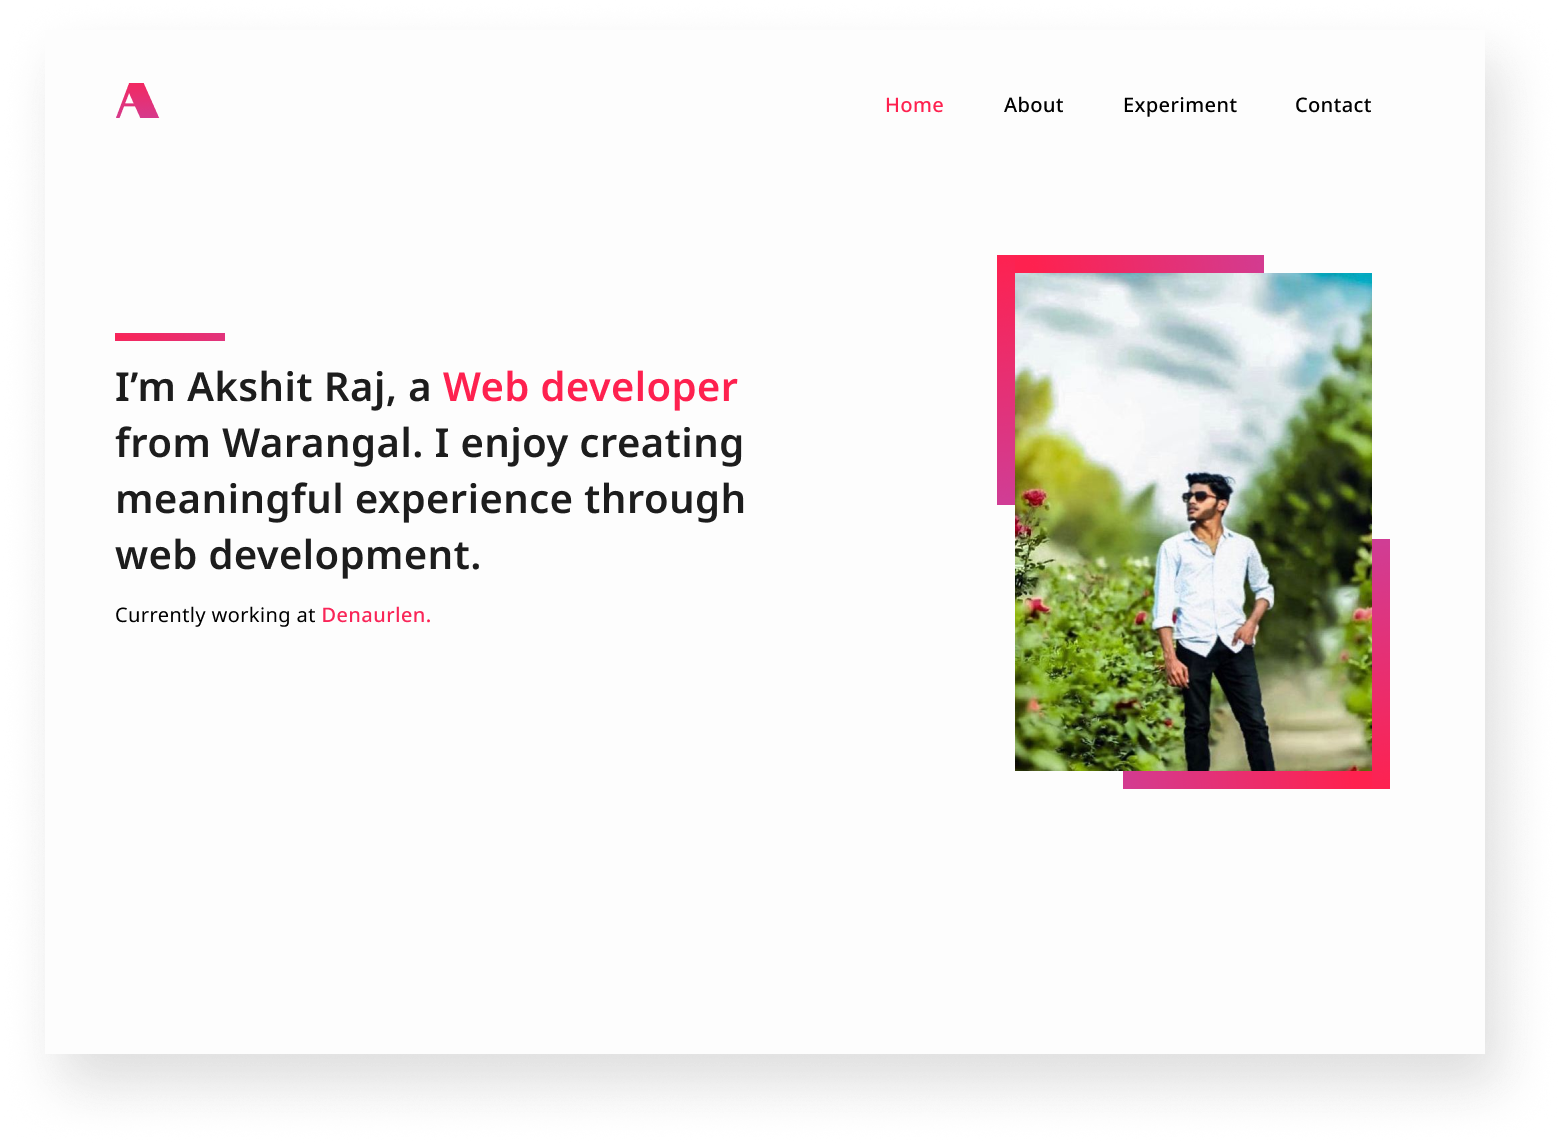 A
Home About Experiment Contact
I’m Akshit Raj, a Web developer
from Warangal. I enjoy creating
meaningful experience through
web development.
Currently working at Denaurlen.